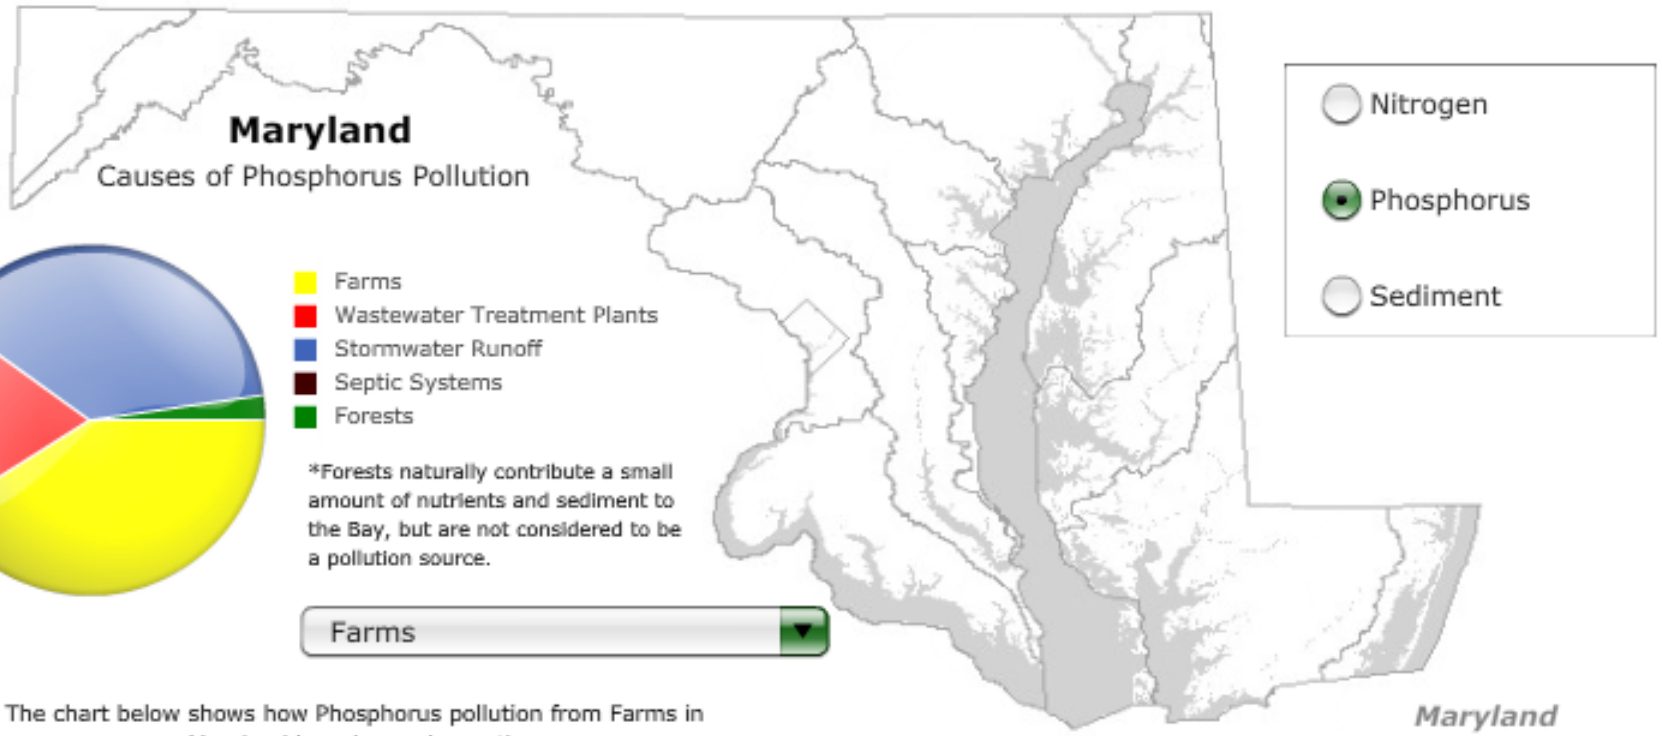 Maryland
Causes of Phosphorus Pollution
Farms
Wastewater Treatment Plants
Stormwater Runoff
Septic Systems
Forests
*Forests naturally contribute a small
amount of nutrients and sediment to
the Bay, but are not considered to be
a pollution source.
Farms
The chart below shows how Phosphorus pollution from Farms in
Nitrogen
Phosphorus
Sediment
Maryland